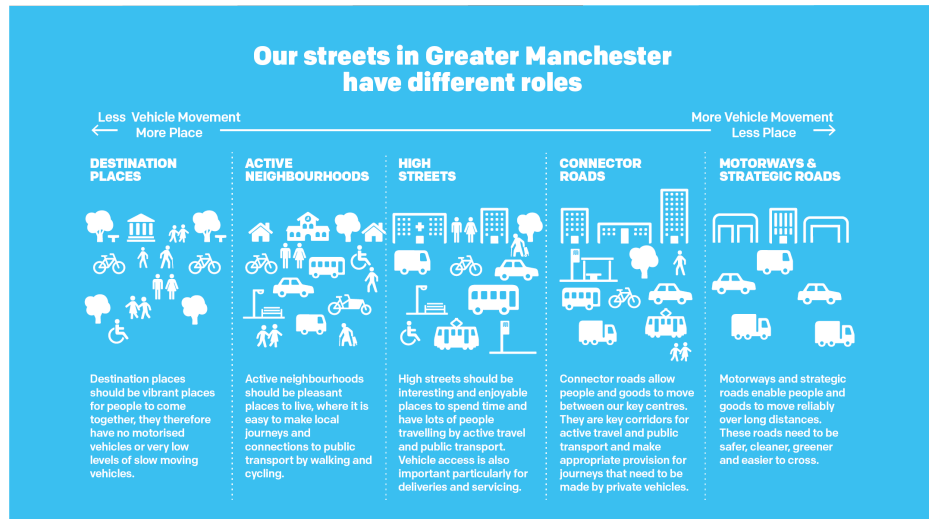 Our streets in Greater Manchester
have different roles
Less Vehicle Movement
More Place
More Vehicle Movement
Less Place
DESTINATION
PLACES
ACTIVE
NEIGHBOURHOODS
HIGH
STREETS
CONNECTOR
ROADS
MOTORWAYS &
STRATEGIC ROADS
Destination places
should be vibrant places
for people to come
together, they therefore
have no motorised
vehicles or very low
levels of slow moving
vehicles.
Active neighbourhoods
should be pleasant
places to live, where it is
easy to make local
journeys and
connections to public
transport by walking and
cycling.
High streets should be
interesting and enjoyable
places to spend time and
have lots of people
travelling by active travel
and public transport.
Vehicle access is also
important particularly for
deliveries and servicing.
Connector roads allow
people and goods to move
between our key centres.
They are key corridors for
active travel and public
transport and make
appropriate provision for
journeys that need to be
made by private vehicles.
Motorways and strategic
roads enable people and
goods to move reliably
over long distances.
These roads need to be
safer, cleaner, greener
and easier to cross.